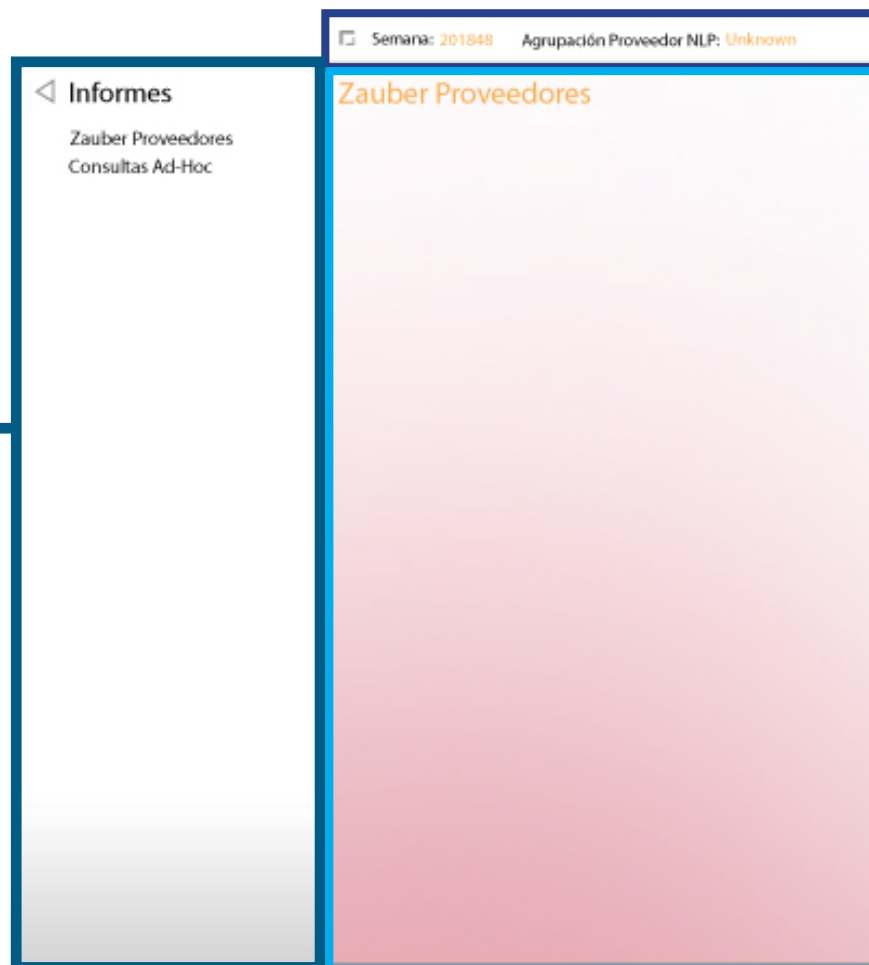 Semana: 201848 Agrupación Proveedor NLP: Unknown
Informes
Zauber Proveedores
Consultas Ad-Hoc
Zauber Proveedores